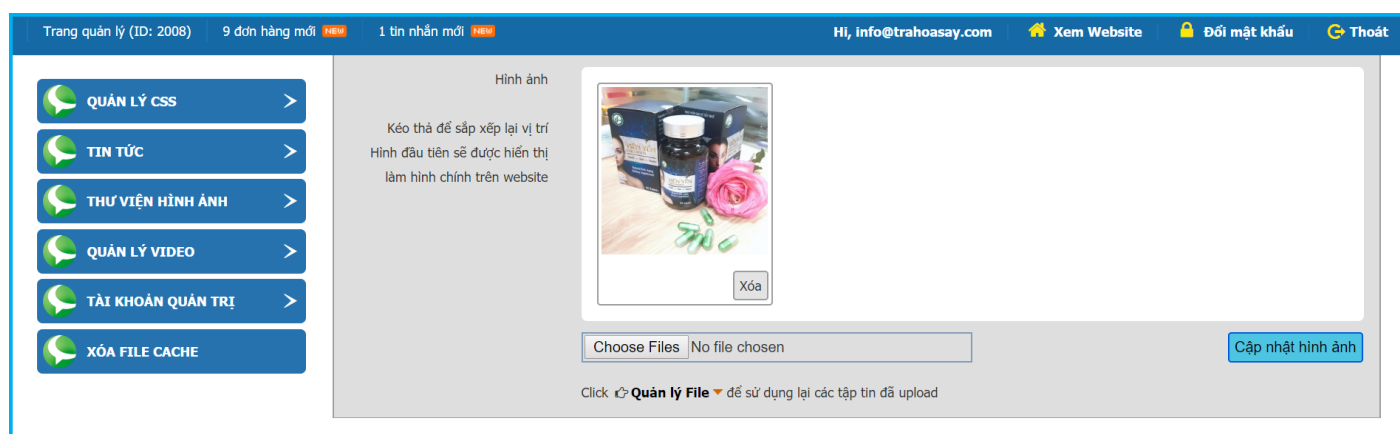 Trang quản lý (ID: 2008) 9 đơn hàng mới NEW 1 tin nhắn mới NEW Hi, info@trahoasay.com Xem Website Đổi mật khẩu Thoát
QUẢN LÝ CSS
TIN TỨC
THƯ VIỆN HÌNH ẢNH
QUẢN LÝ VIDEO
TÀI KHOẢN QUẢN TRỊ
XÓA FILE CACHE
Hình ảnh
Kéo thả để sắp xếp lại vị trí
Hình đầu tiên sẽ được hiển thị
làm hình chính trên website
Xóa
Choose Files No file chosen
Cập nhật hình ảnh
Click Quản lý File để sử dụng lại các tập tin đã upload